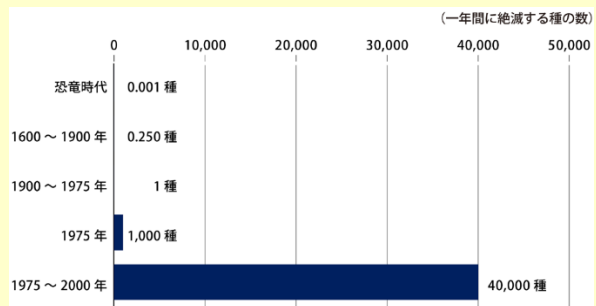 (一年間に絶滅する種の数)
0 10,000 20,000 30,000 40,000 50,000
恐竜時代 0.001 種
1600 ～ 1900 年 0.250 種
1900 ～ 1975 年 1 種
1975 年 1,000 種
1975 ～ 2000 年 40,000 種